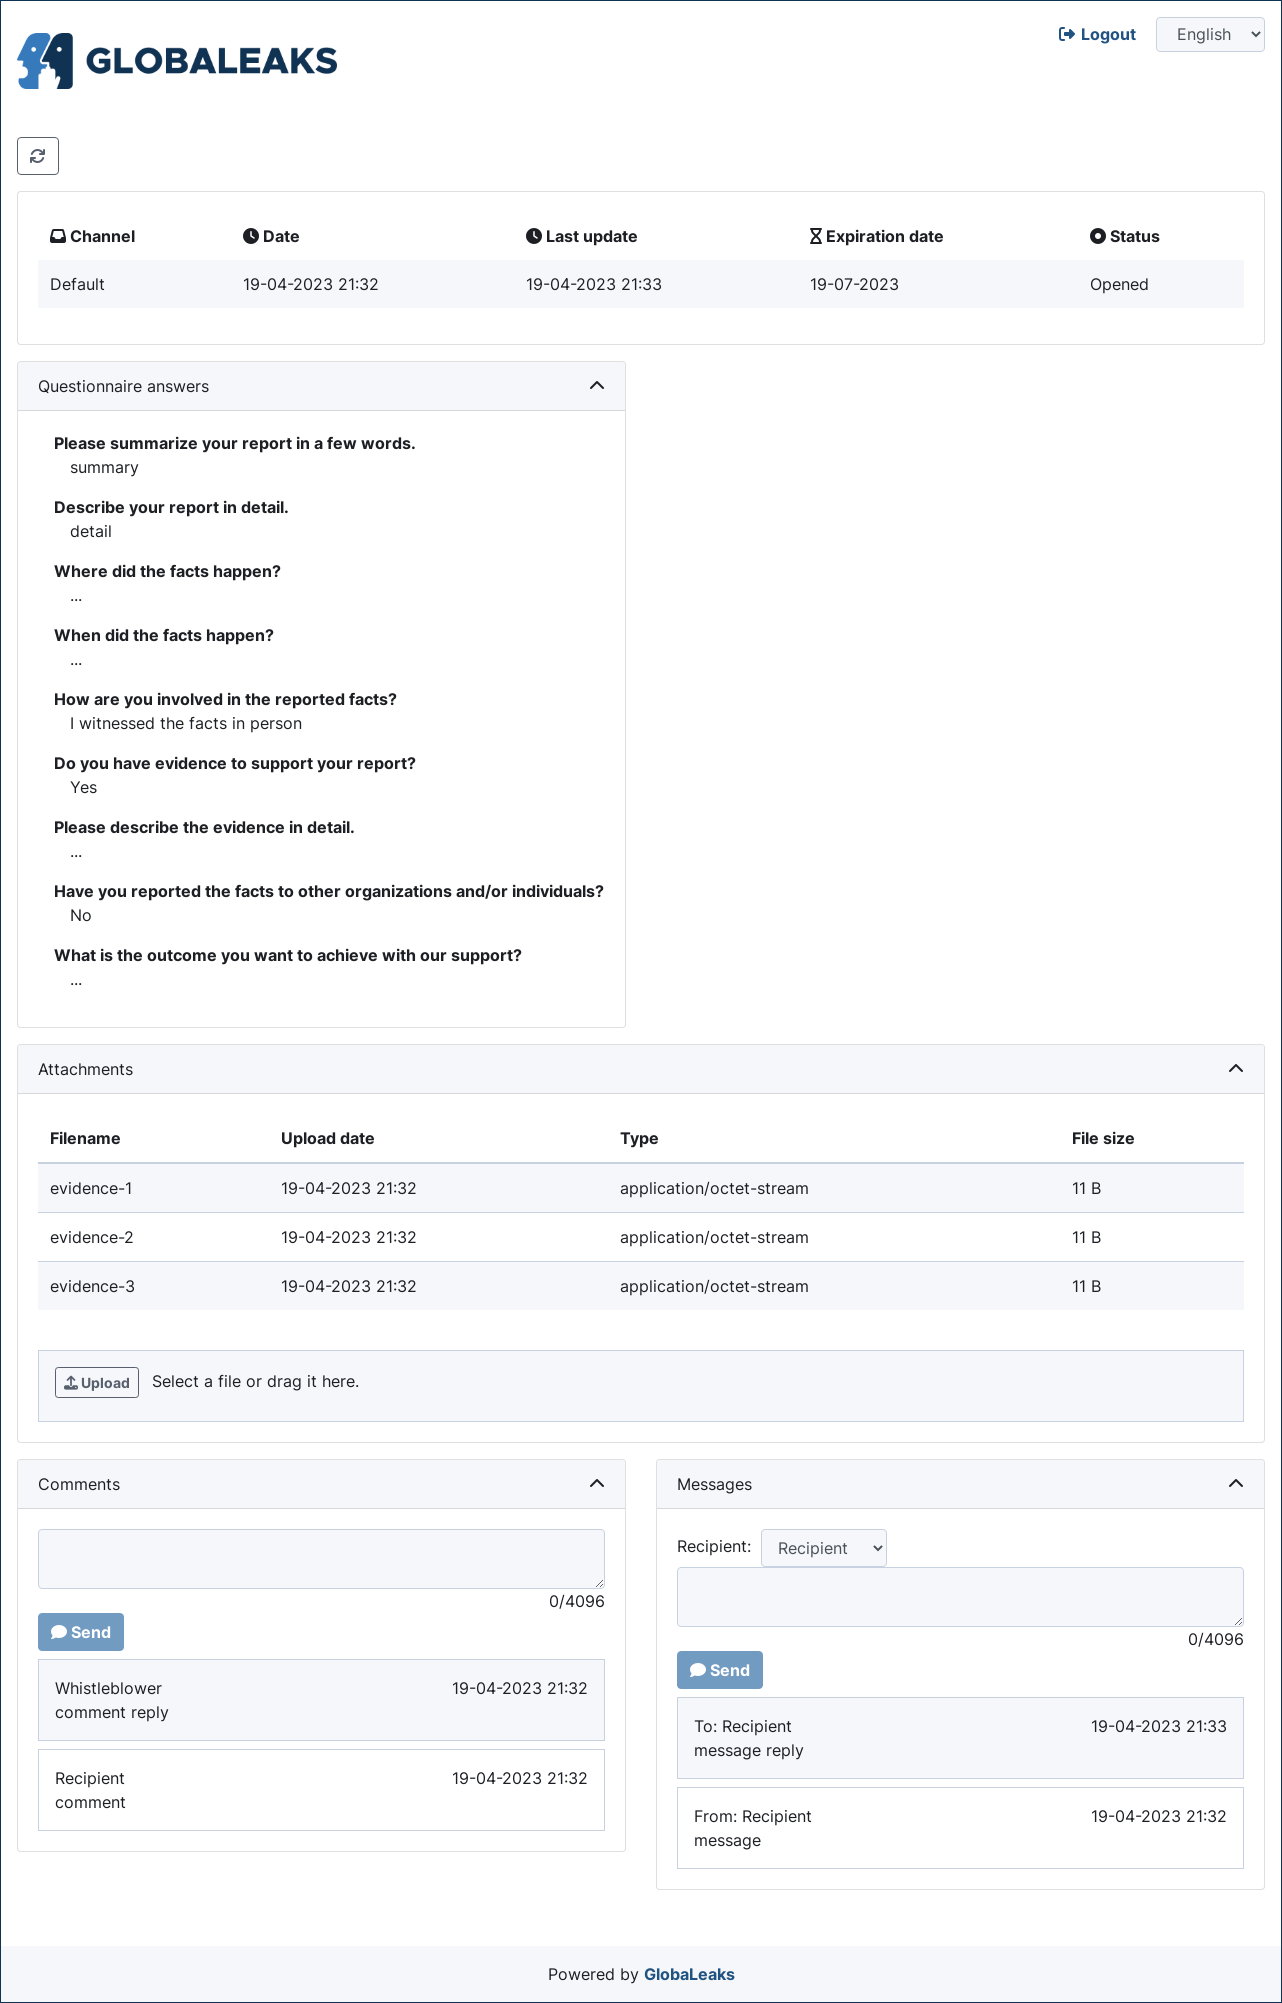 GLOBALEAKS
Logout
English
Channel Date Last update Expiration date Status
Default 19-04-2023 21:32 19-04-2023 21:33 19-07-2023 Opened
Questionnaire answers
Please summarize your report in a few words.
summary
Describe your report in detail.
detail
Where did the facts happen?
...
When did the facts happen?
...
How are you involved in the reported facts?
I witnessed the facts in person
Do you have evidence to support your report?
Yes
Please describe the evidence in detail.
...
Have you reported the facts to other organizations and/or individuals?
No
What is the outcome you want to achieve with our support?
...
Attachments
Filename Upload date Type File size
evidence-1 19-04-2023 21:32 application/octet-stream 11 B
evidence-2 19-04-2023 21:32 application/octet-stream 11 B
evidence-3 19-04-2023 21:32 application/octet-stream 11 B
Upload Select a file or drag it here.
Comments
0/4096
Send
Whistleblower 19-04-2023 21:32
comment reply
Recipient 19-04-2023 21:32
comment
Messages
Recipient: Recipient
0/4096
Send
To: Recipient 19-04-2023 21:33
message reply
From: Recipient 19-04-2023 21:32
message
Powered by GlobaLeaks